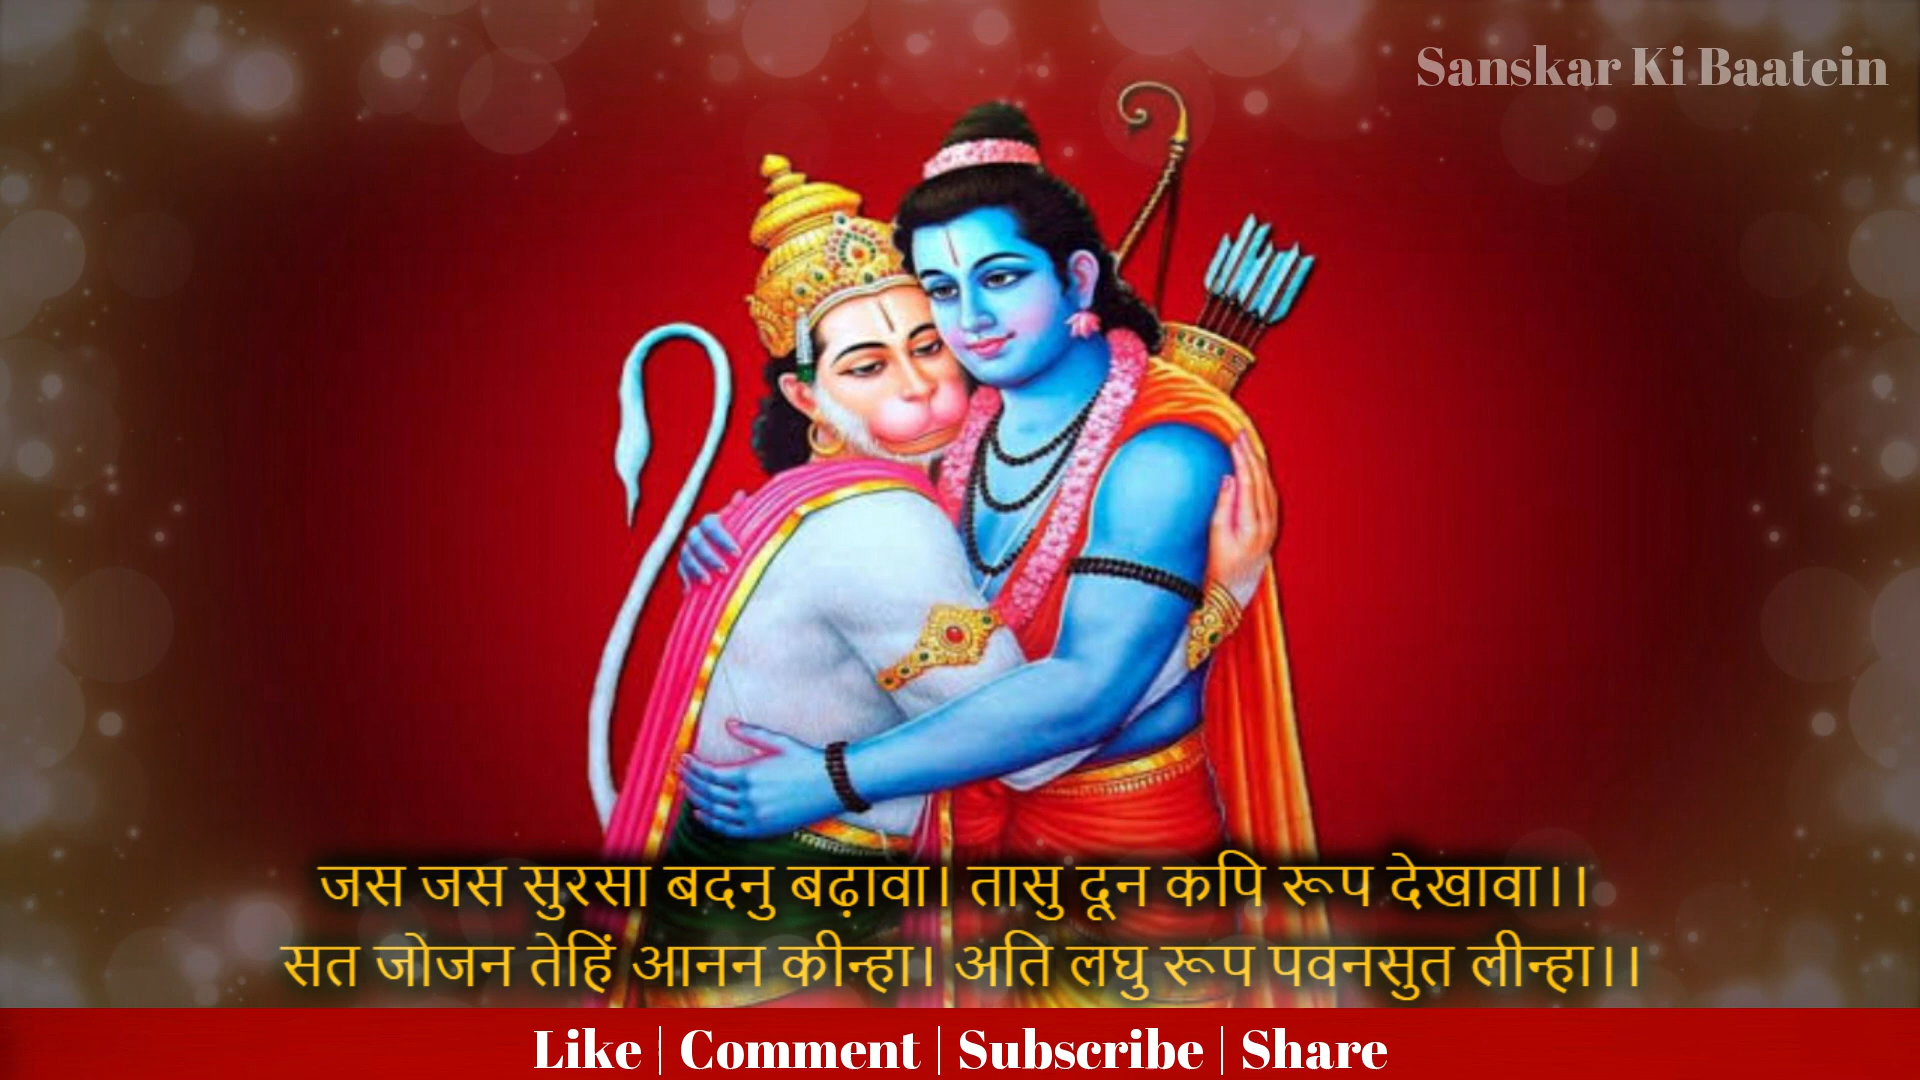 Sanskar Ki Baatein
जस जस सुरसा बदनु बढ़ावा। तासु दून कपि रूप देखावा।।
सत जोजन तेहिं आनन कीन्हा। अति लघु रूप पवनसुत लीन्हा।।
Like | Comment | Subscribe | Share